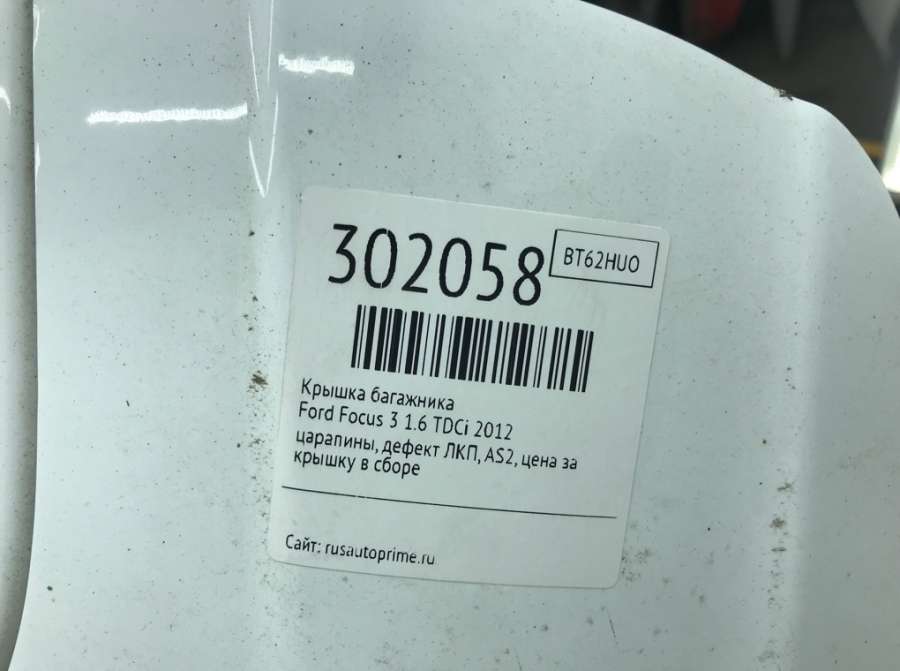 302058
BT62HUO
Крышка багажника
Ford Focus 3 1.6 TDCi 2012
царапины, дефект ЛКП, AS2, цена за
крышку в сборе
Сайт: rusautoprime.ru